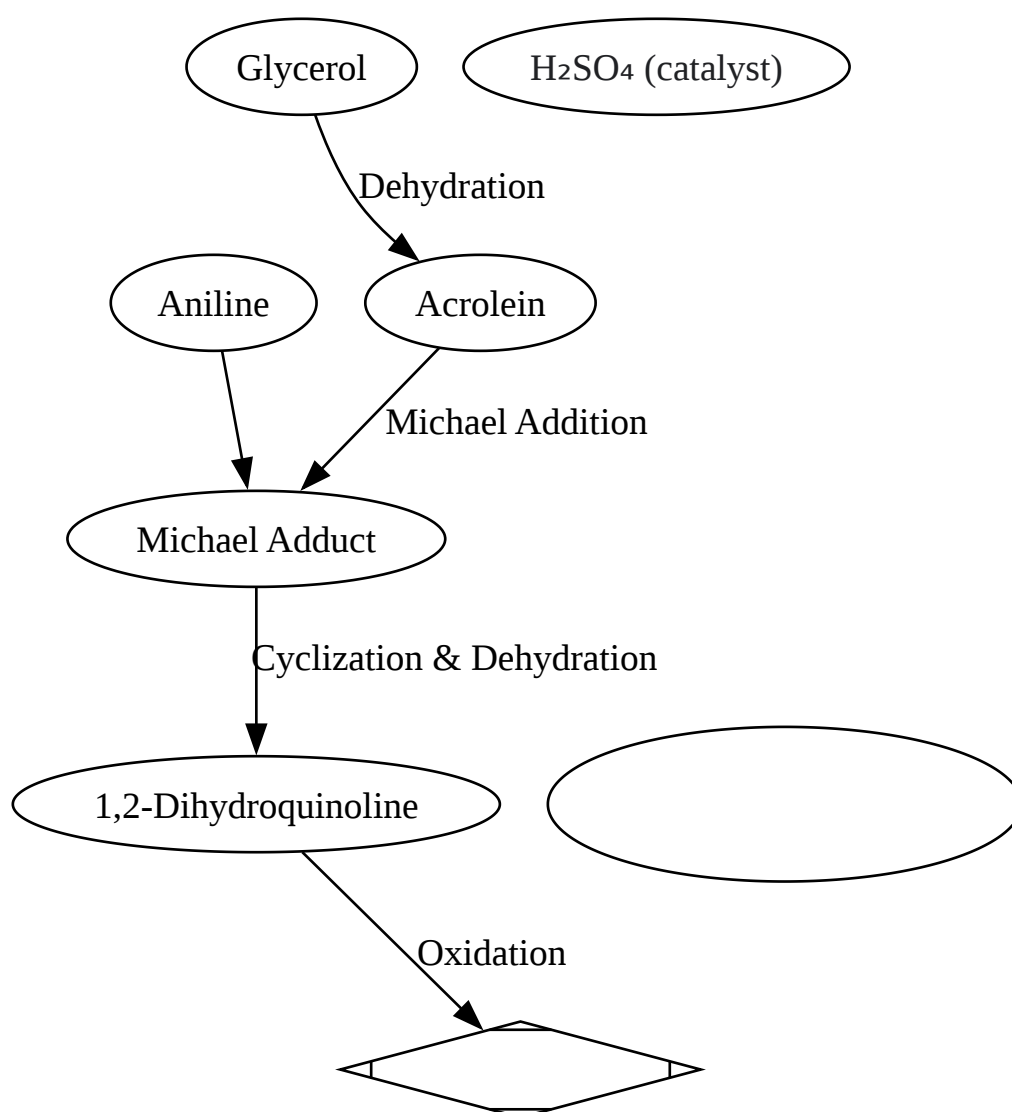 Glycerol
H₂SO₄ (catalyst)
Dehydration
Aniline
Acrolein
Michael Addition
Michael Adduct
Cyclization & Dehydration
1,2-Dihydroquinoline
Oxidation